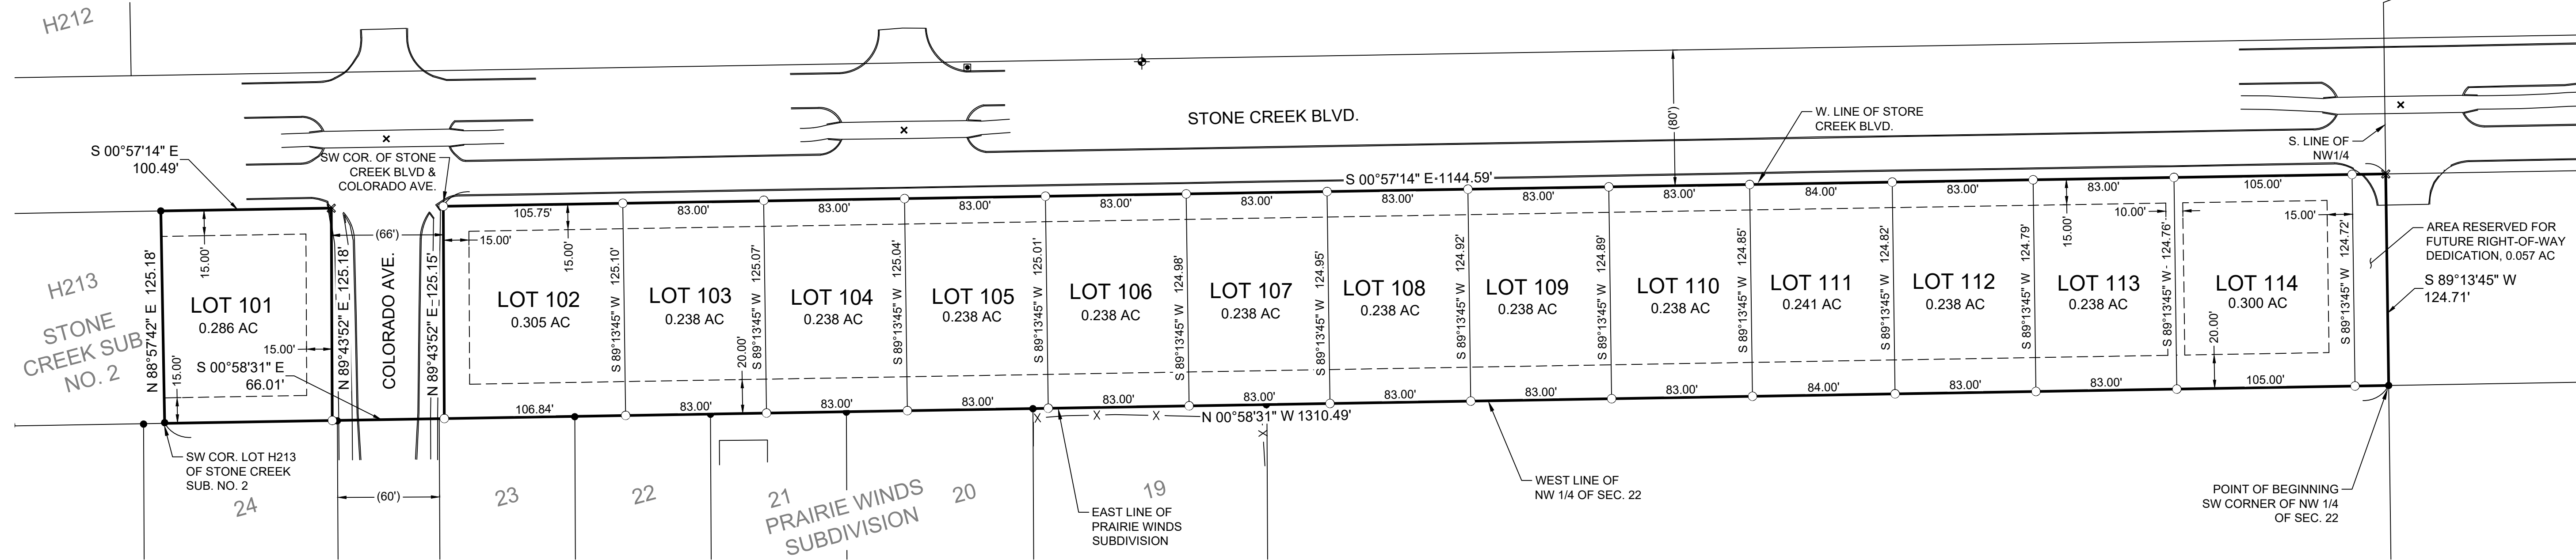 H212
STONE CREEK BLVD.
(80')
W. LINE OF STORE
CREEK BLVD.
S. LINE OF
NW1/4
S 00°57'14" E
100.49'
SW COR. OF STONE
CREEK BLVD &
COLORADO AVE.
S 00°57'14" E 1144.59'
105.75'
83.00'
83.00'
83.00'
83.00'
83.00'
83.00'
83.00'
83.00'
84.00'
83.00'
83.00'
105.00'
(66')
15.00'
15.00'
15.00'
15.00'
10.00'
15.00'
AREA RESERVED FOR
FUTURE RIGHT-OF-WAY
DEDICATION, 0.057 AC
S 89°13'45" W
124.71'
H213
STONE
CREEK SUB
NO. 2
N 88°57'42" E 125.18'
LOT 101
0.286 AC
15.00'
15.00'
S 00°58'31" E
66.01'
N 89°43'52" E 125.18'
COLORADO AVE.
N 89°43'52" E 125.15'
LOT 102
0.305 AC
S 89°13'45" W 125.10'
LOT 103
0.238 AC
20.00'
S 89°13'45" W 125.07'
LOT 104
0.238 AC
S 89°13'45" W 125.04'
LOT 105
0.238 AC
S 89°13'45" W 125.01'
LOT 106
0.238 AC
S 89°13'45" W 124.98'
LOT 107
0.238 AC
S 89°13'45" W 124.95'
LOT 108
0.238 AC
S 89°13'45" W 124.92'
LOT 109
0.238 AC
S 89°13'45" W 124.89'
LOT 110
0.238 AC
S 89°13'45" W 124.85'
LOT 111
0.241 AC
S 89°13'45" W 124.82'
LOT 112
0.238 AC
S 89°13'45" W 124.79'
LOT 113
0.238 AC
S 89°13'45" W 124.76'
LOT 114
0.300 AC
20.00'
S 89°13'45" W 124.72'
106.84'
83.00'
83.00'
83.00'
83.00'
83.00'
83.00'
83.00'
83.00'
84.00'
83.00'
83.00'
105.00'
N 00°58'31" W 1310.49'
SW COR. LOT H213
OF STONE CREEK
SUB. NO. 2
(60')
24
23
22
21
20
19
PRAIRIE WINDS
SUBDIVISION
EAST LINE OF
PRAIRIE WINDS
SUBDIVISION
WEST LINE OF
NW 1/4 OF SEC. 22
POINT OF BEGINNING
SW CORNER OF NW 1/4
OF SEC. 22